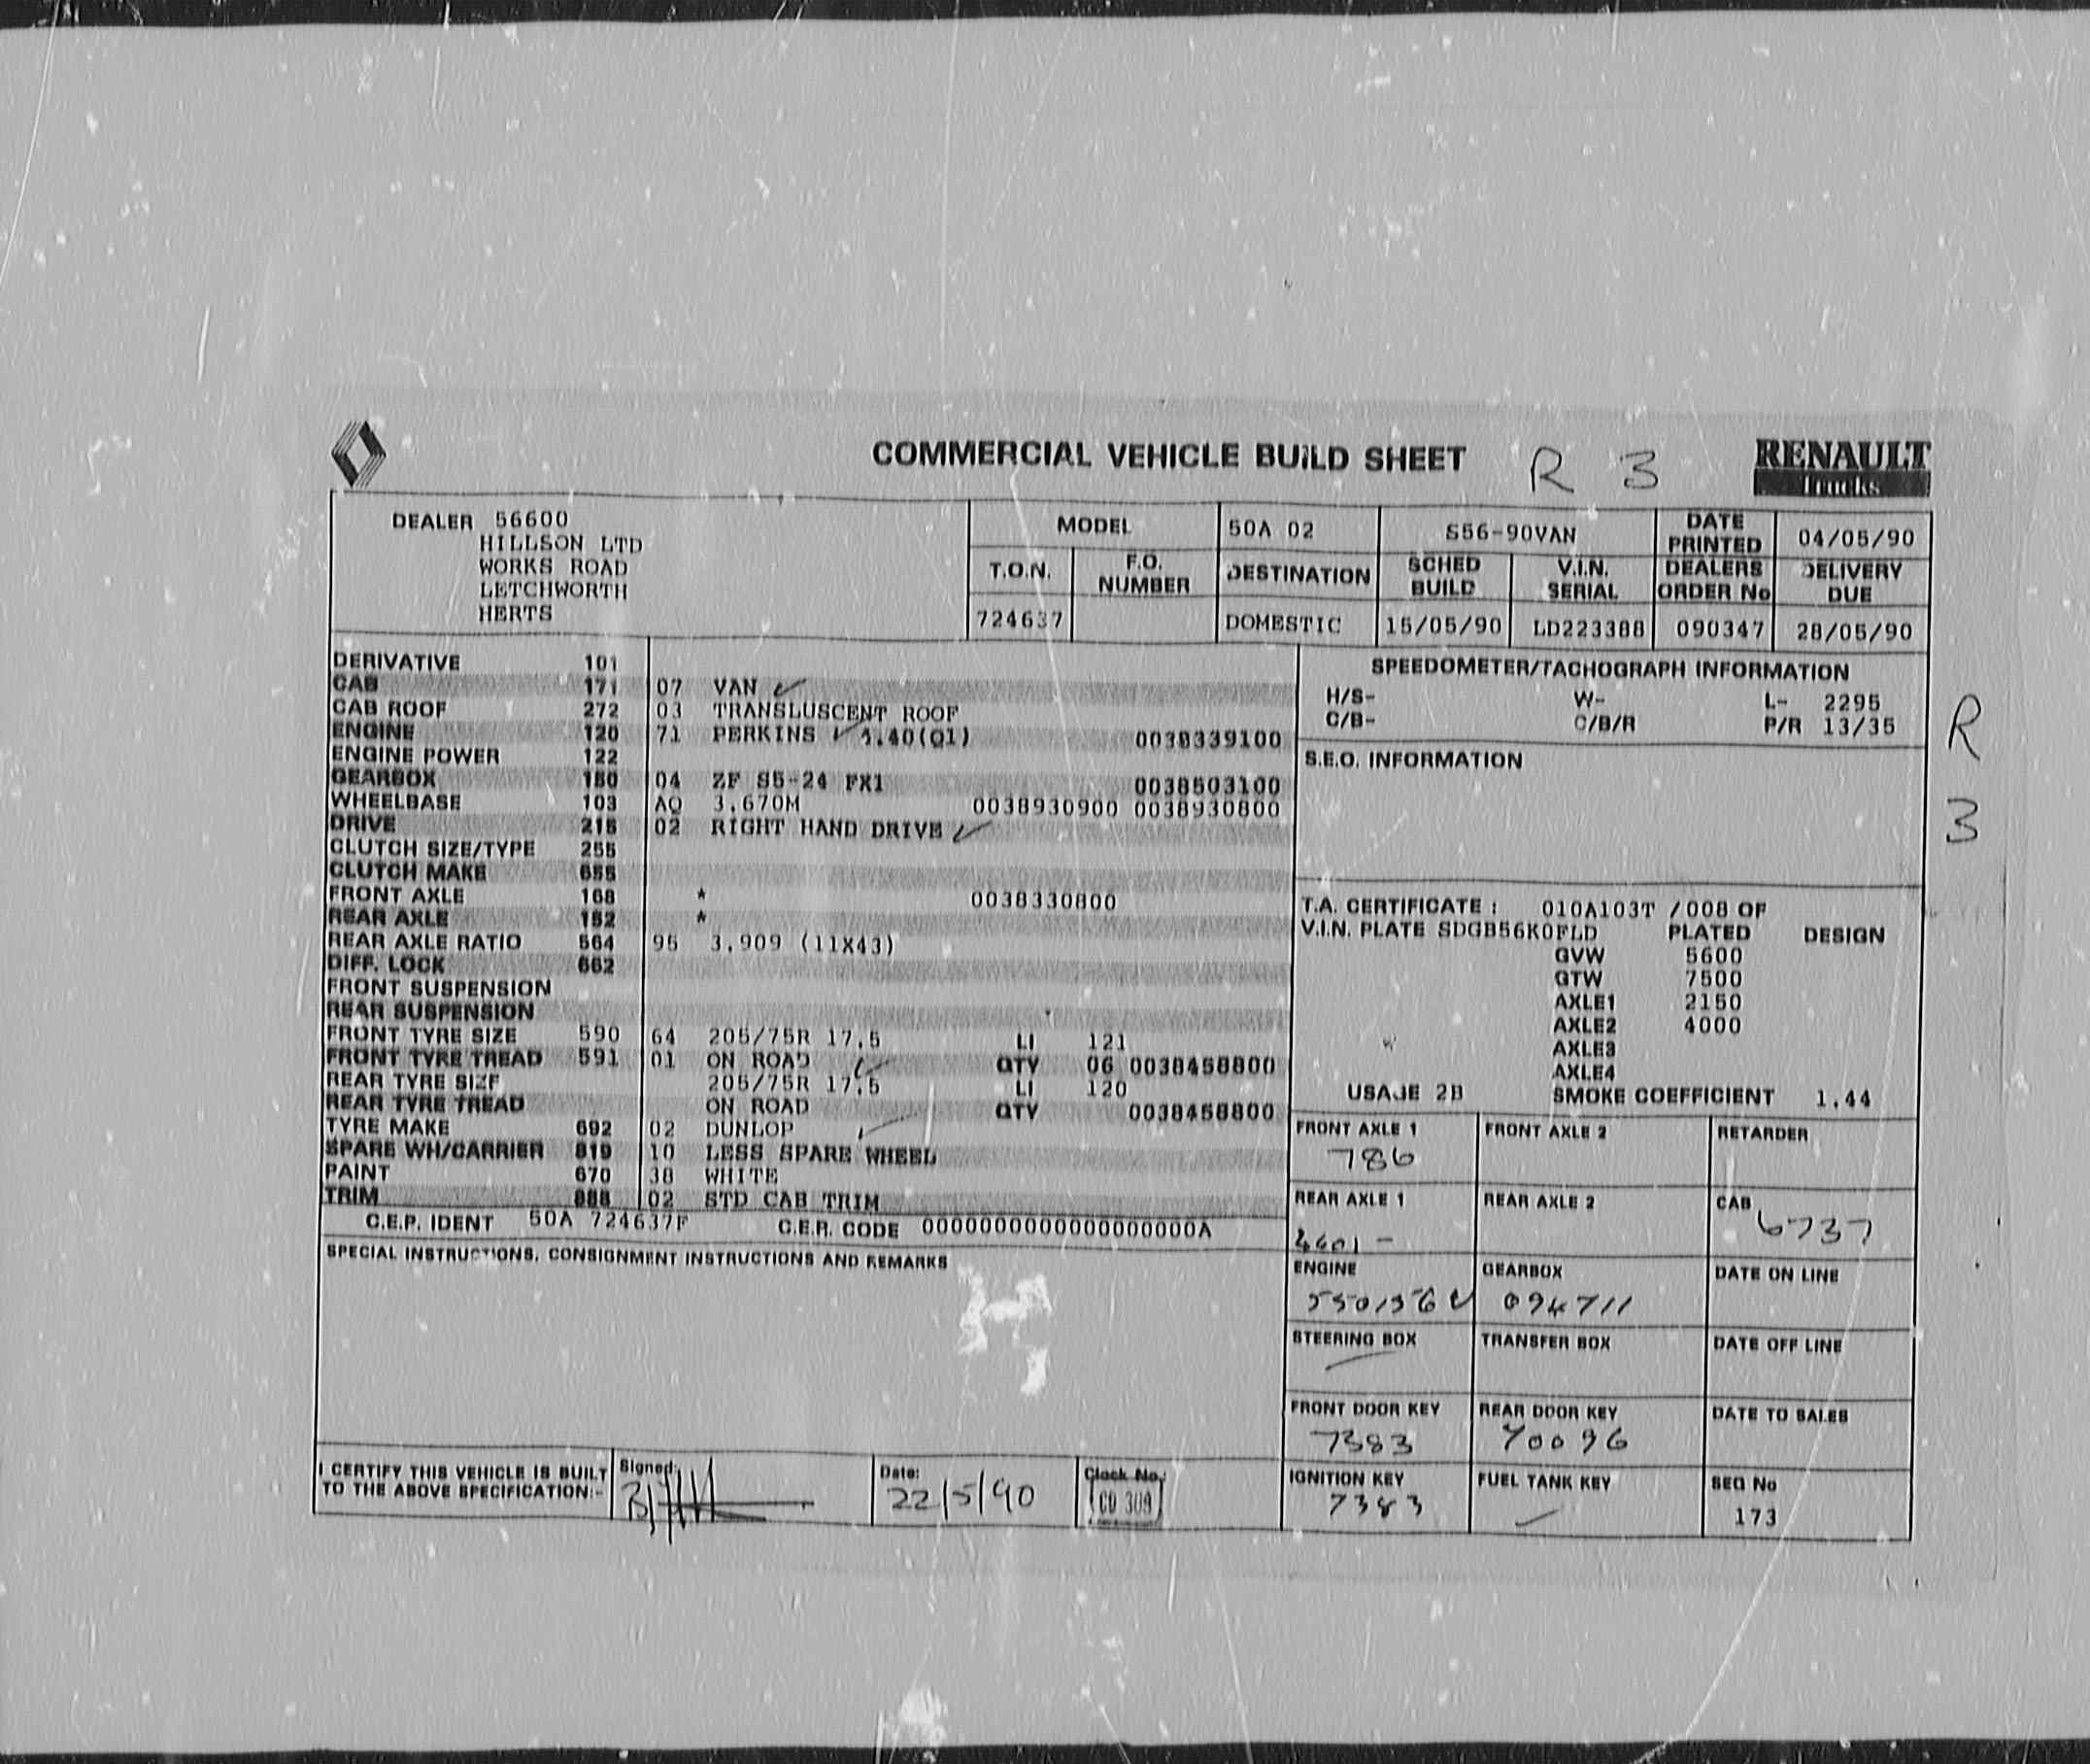 COMMERCIAL VEHICLE BUILD SHEET R 3
RENAULT
Trucks
DEALER 56600
HILLSON LTD
WORKS ROAD
LETCHWORTH
HERTS
MODEL 50A 02 S56-90VAN DATE PRINTED 04/05/90
T.O.N. F.O. NUMBER DESTINATION SCHED BUILD V.I.N. SERIAL DEALERS ORDER No DELIVERY DUE
724637 DOMESTIC 15/05/90 LD223388 090347 28/05/90
DERIVATIVE 101
CAB 171 07 VAN ✓
CAB ROOF 272 03 TRANSLUSCENT ROOF
ENGINE 120 71 PERKINS ✓ 4.40(Q1) 0038339100
ENGINE POWER 122
GEARBOX 150 04 ZF S5-24 FX1 0038503100
WHEELBASE 103 AQ 3.670M 0038930900 0038930800
DRIVE 215 02 RIGHT HAND DRIVE ✓
CLUTCH SIZE/TYPE 255
CLUTCH MAKE 655
FRONT AXLE 168 * 0038330800
REAR AXLE 152 *
REAR AXLE RATIO 564 95 3.909 (11X43)
DIFF. LOCK 662
FRONT SUSPENSION
REAR SUSPENSION
FRONT TYRE SIZE 590 64 205/75R 17.5 LI 121
FRONT TYRE TREAD 591 01 ON ROAD ✓ QTY 06 0038458800
REAR TYRE SIZE 205/75R 17.5 LI 120
REAR TYRE TREAD ON ROAD QTY 0038458800
TYRE MAKE 692 02 DUNLOP ✓
SPARE WH/CARRIER 819 10 LESS SPARE WHEEL
PAINT 670 38 WHITE
TRIM 888 02 STD CAB TRIM
C.E.P. IDENT 50A 724637F C.E.R. CODE 0000000000000000000A
SPECIAL INSTRUCTIONS, CONSIGNMENT INSTRUCTIONS AND REMARKS
SPEEDOMETER/TACHOGRAPH INFORMATION
H/S- W- L- 2295
C/B- C/B/R P/R 13/35
R
3
S.E.O. INFORMATION
T.A. CERTIFICATE : 010A103T /008 OF
V.I.N. PLATE SDGB56K0FLD PLATED DESIGN
GVW 5600
GTW 7500
AXLE1 2150
AXLE2 4000
AXLE3
AXLE4
USAGE 2B SMOKE COEFFICIENT 1.44
FRONT AXLE 1 FRONT AXLE 2 RETARDER
786
REAR AXLE 1 REAR AXLE 2 CAB
4601 - 6737
ENGINE GEARBOX DATE ON LINE
094711
STEERING BOX TRANSFER BOX DATE OFF LINE
FRONT DOOR KEY REAR DOOR KEY DATE TO SALES
7383 70096
IGNITION KEY FUEL TANK KEY SEQ No
7383 173
I CERTIFY THIS VEHICLE IS BUILT
TO THE ABOVE SPECIFICATION:-
Signed:
Date: 22/5/90
Clock No.: CD 309